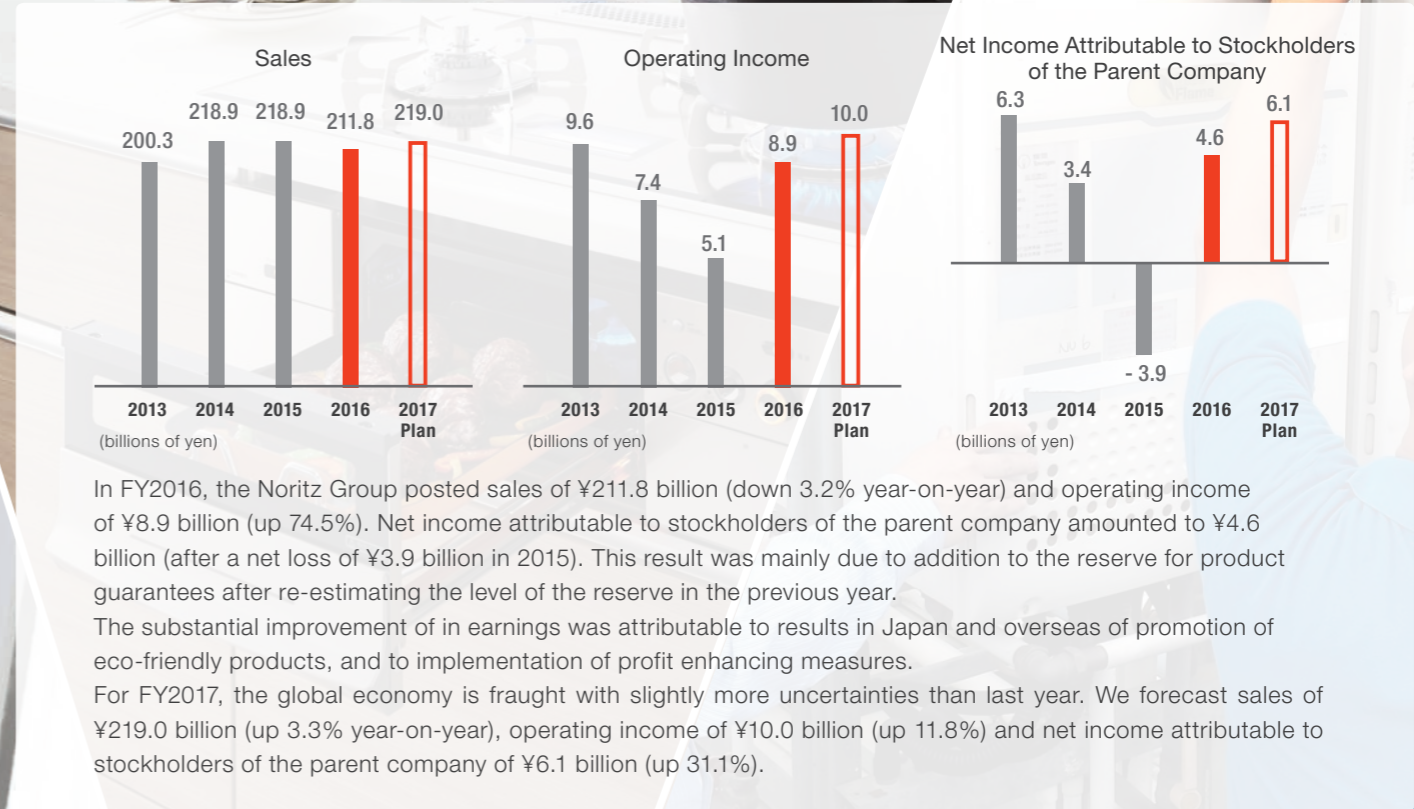 Sales
200.3
218.9
218.9
211.8
219.0
2013
2014
2015
2016
2017
Plan
(billions of yen)
Operating Income
9.6
7.4
5.1
8.9
10.0
2013
2014
2015
2016
2017
Plan
(billions of yen)
Net Income Attributable to Stockholders
of the Parent Company
6.3
3.4
- 3.9
4.6
6.1
2013
2014
2015
2016
2017
Plan
(billions of yen)
In FY2016, the Noritz Group posted sales of ¥211.8 billion (down 3.2% year-on-year) and operating income
of ¥8.9 billion (up 74.5%). Net income attributable to stockholders of the parent company amounted to ¥4.6
billion (after a net loss of ¥3.9 billion in 2015). This result was mainly due to addition to the reserve for product
guarantees after re-estimating the level of the reserve in the previous year.
The substantial improvement of in earnings was attributable to results in Japan and overseas of promotion of
eco-friendly products, and to implementation of profit enhancing measures.
For FY2017, the global economy is fraught with slightly more uncertainties than last year. We forecast sales of
¥219.0 billion (up 3.3% year-on-year), operating income of ¥10.0 billion (up 11.8%) and net income attributable to
stockholders of the parent company of ¥6.1 billion (up 31.1%).